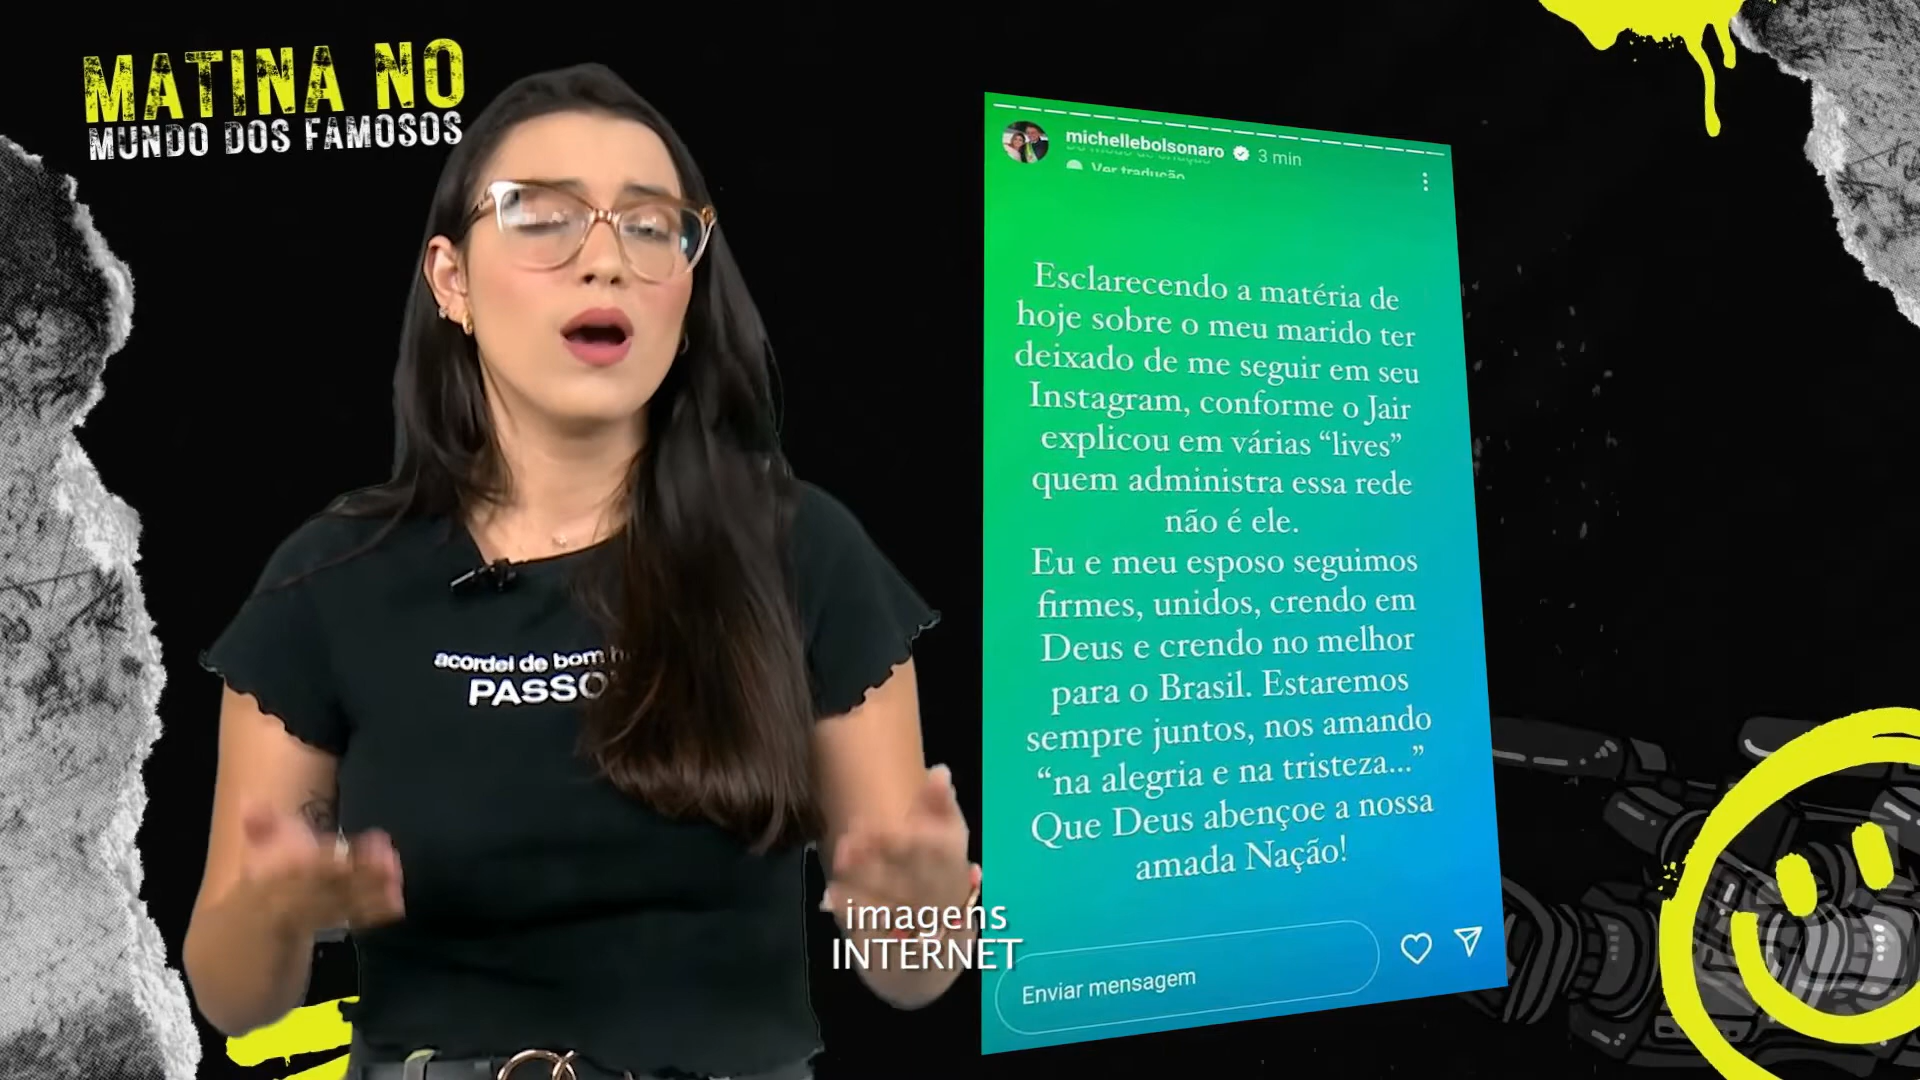 MATINA NO
MUNDO DOS FAMOSOS
michellebolsonaro 3 min
Ver tradução
Esclarecendo a matéria de
hoje sobre o meu marido ter
deixado de me seguir em seu
Instagram, conforme o Jair
explicou em várias “lives”
quem administra essa rede
não é ele.
Eu e meu esposo seguimos
firmes, unidos, crendo em
Deus e crendo no melhor
para o Brasil. Estaremos
sempre juntos, nos amando
“na alegria e na tristeza...”
Que Deus abençoe a nossa
amada Nação!
Enviar mensagem
acordei de bom
PASSO
imagens
INTERNET